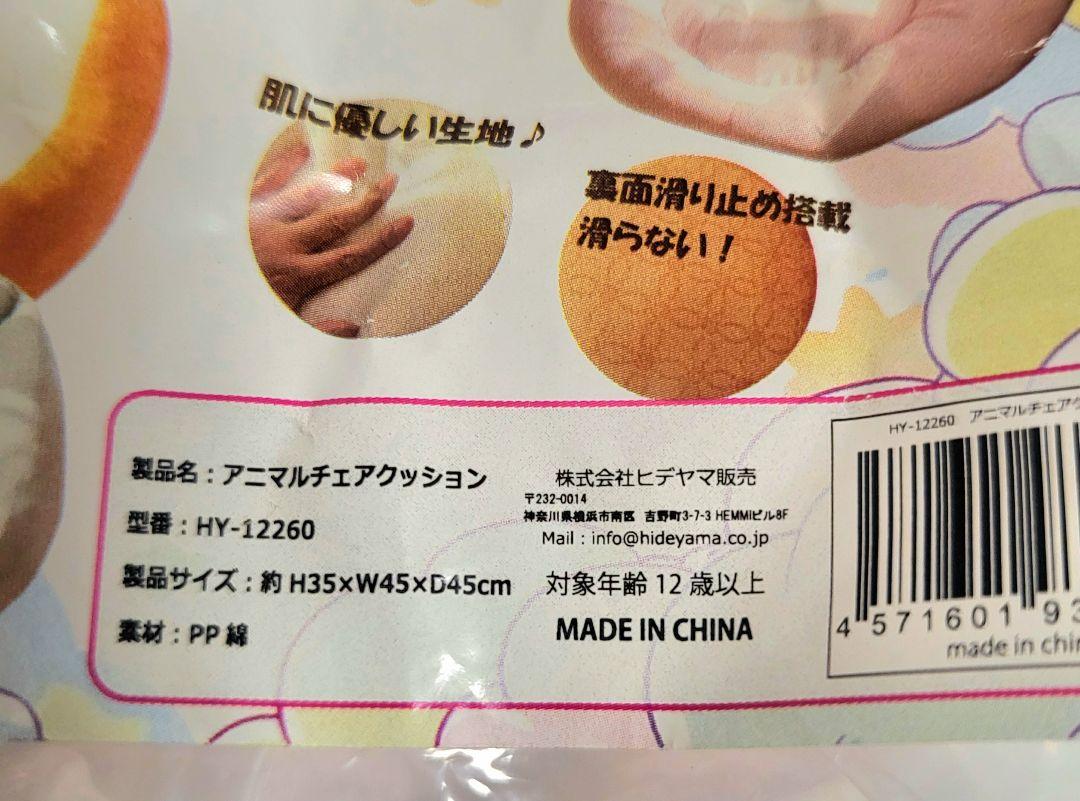 肌に優しい生地♪
裏面滑り止め搭載
滑らない！
製品名：アニマルチェアクッション
型番：HY-12260
製品サイズ：約 H35×W45×D45cm
素材：PP 綿
株式会社ヒデヤマ販売
〒232-0014
神奈川県横浜市南区 吉野町3-7-3 HEMMIビル8F
Mail：info@hideyama.co.jp
対象年齢 12 歳以上
MADE IN CHINA
HY-12260 アニマルチェア
4 571601 93
made in chi